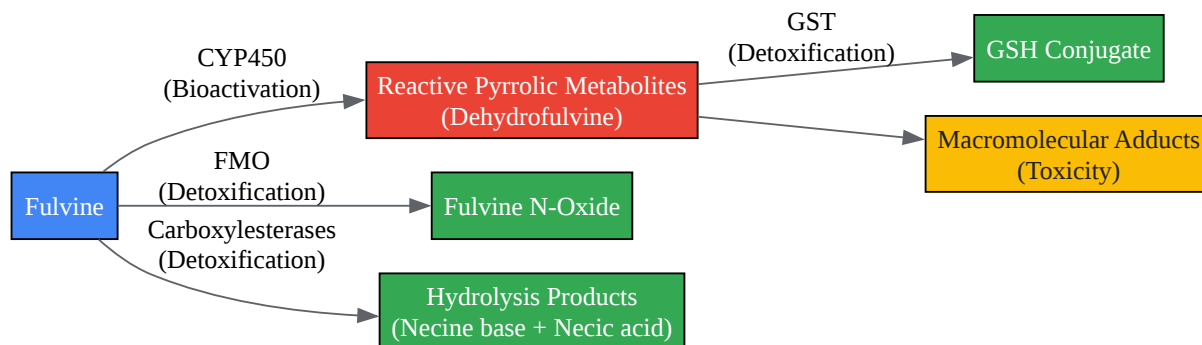 CYP450
(Bioactivation)
GST
(Detoxification)
GSH Conjugate
Reactive Pyrrolic Metabolites
(Dehydrofulvine)
Macromolecular Adducts
(Toxicity)
Fulvine
FMO
(Detoxification)
Fulvine N-Oxide
Carboxylesterases
(Detoxification)
Hydrolysis Products
(Necine base + Necic acid)